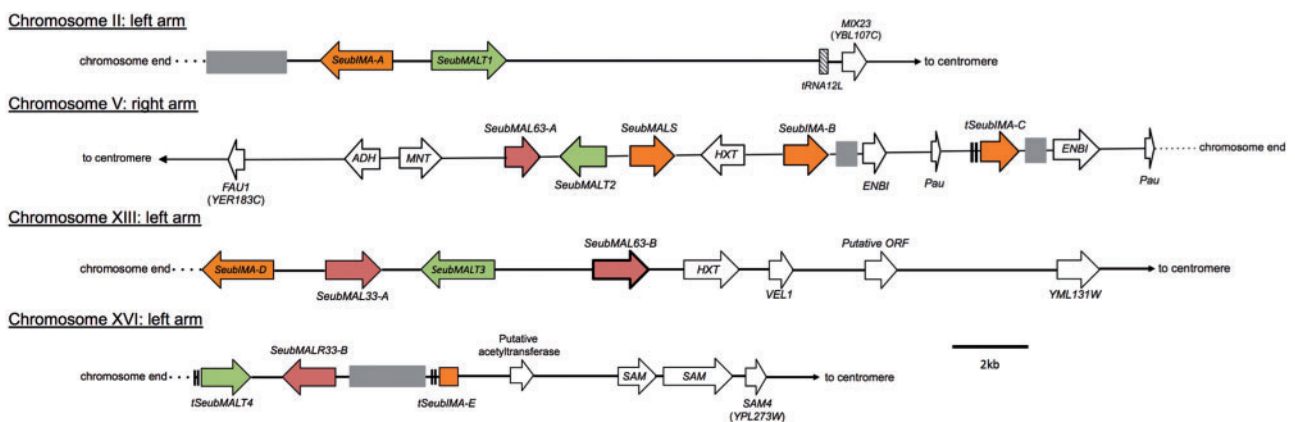 Chromosome II: left arm
MIX23
(YBL107C)
chromosome end
SeubIMA-A
SeubMALT1
to centromere
tRNA12L
Chromosome V: right arm
SeubMAL63-A
SeubMALS
SeubIMA-B
tSeubIMA-C
to centromere
ADH
MNT
HXT
ENBI
chromosome end
FAU1
(YER183C)
SeubMALT2
ENBI
Pau
Pau
Chromosome XIII: left arm
SeubMAL63-B
Putative ORF
chromosome end
SeubIMA-D
SeubMALT3
HXT
to centromere
SeubMAL33-A
VEL1
YML131W
Chromosome XVI: left arm
SeubMALR33-B
Putative
acetyltransferase
2kb
chromosome end
SAM
SAM
to centromere
tSeubMALT4
tSeubIMA-E
SAM4
(YPL273W)